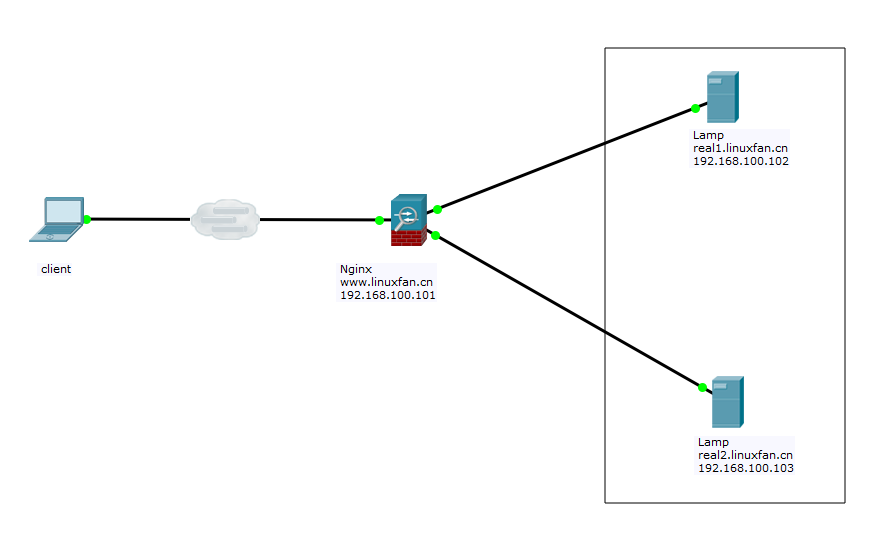 client
Nginx
www.linuxfan.cn
192.168.100.101
Lamp
real1.linuxfan.cn
192.168.100.102
Lamp
real2.linuxfan.cn
192.168.100.103